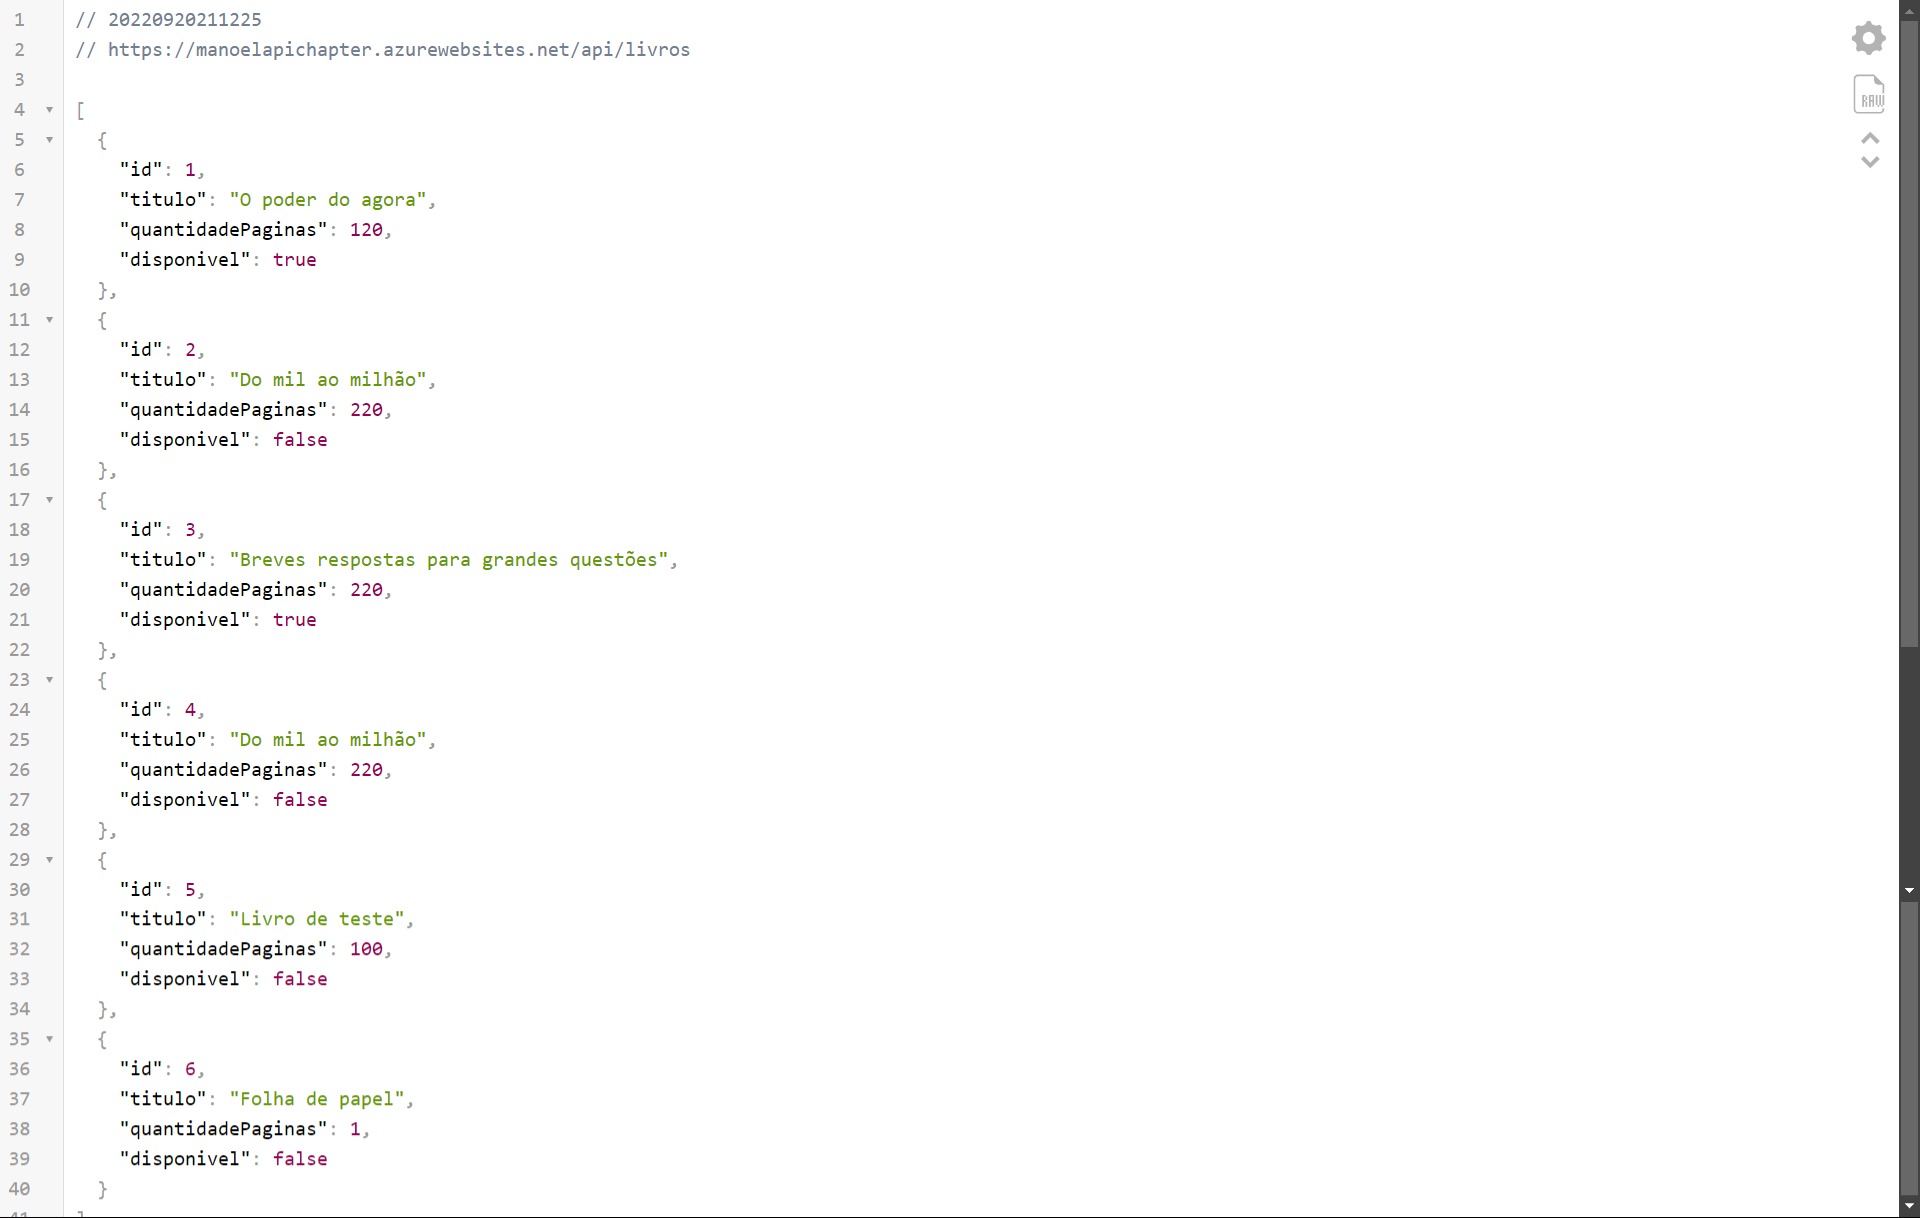 1 // 20220920211225
2 // https://manoelapichapter.azurewebsites.net/api/livros
3
4 [
5 {
6 "id": 1,
7 "titulo": "O poder do agora",
8 "quantidadePaginas": 120,
9 "disponivel": true
10 },
11 {
12 "id": 2,
13 "titulo": "Do mil ao milhão",
14 "quantidadePaginas": 220,
15 "disponivel": false
16 },
17 {
18 "id": 3,
19 "titulo": "Breves respostas para grandes questões",
20 "quantidadePaginas": 220,
21 "disponivel": true
22 },
23 {
24 "id": 4,
25 "titulo": "Do mil ao milhão",
26 "quantidadePaginas": 220,
27 "disponivel": false
28 },
29 {
30 "id": 5,
31 "titulo": "Livro de teste",
32 "quantidadePaginas": 100,
33 "disponivel": false
34 },
35 {
36 "id": 6,
37 "titulo": "Folha de papel",
38 "quantidadePaginas": 1,
39 "disponivel": false
40 }
41 ]
RAW